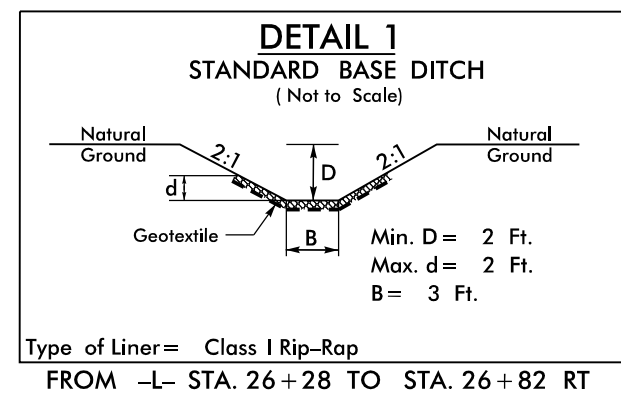 DETAIL 1
STANDARD BASE DITCH
( Not to Scale)
Natural
Ground
2:1
D
2:1
Natural
Ground
d
Geotextile
B
Min. D = 2 Ft.
Max. d = 2 Ft.
B = 3 Ft.
Type of Liner = Class I Rip-Rap
FROM -L- STA. 26+28 TO STA. 26+82 RT